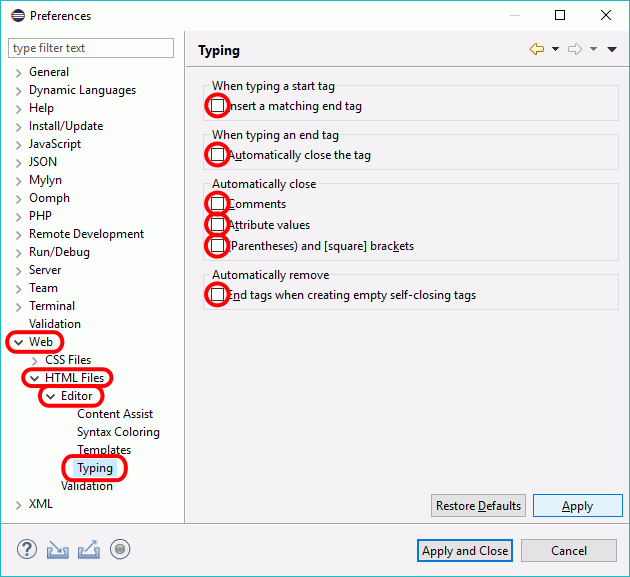 Preferences
type filter text
General
Dynamic Languages
Help
Install/Update
JavaScript
JSON
Mylyn
Oomph
PHP
Remote Development
Run/Debug
Server
Team
Terminal
Validation
Web
CSS Files
HTML Files
Editor
Content Assist
Syntax Coloring
Templates
Typing
Validation
XML
Typing
When typing a start tag
Insert a matching end tag
When typing an end tag
Automatically close the tag
Automatically close
Comments
Attribute values
(Parentheses) and [square] brackets
Automatically remove
End tags when creating empty self-closing tags
Restore Defaults
Apply
?
Apply and Close
Cancel